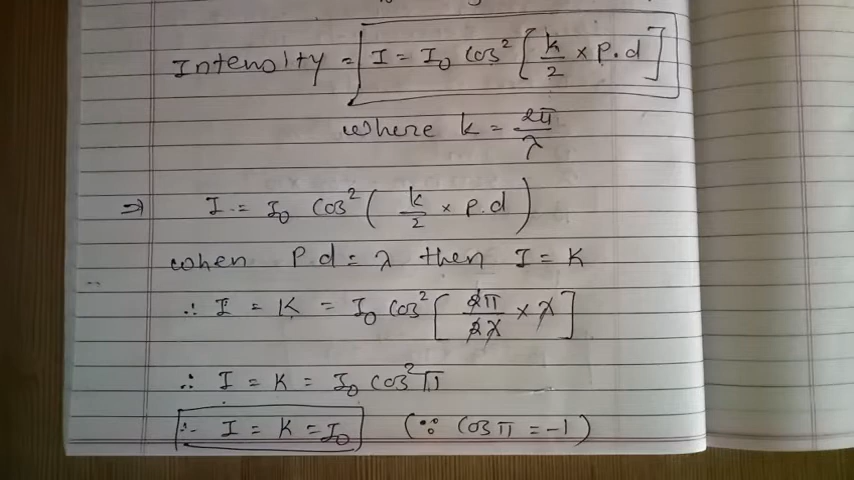 Intensity = I = I₀ cos² [ k/2 × P.d ]
where k = 2π/λ
⇒ I = I₀ cos² ( k/2 × P.d )
when P.d = λ then I = K
∴ I = K = I₀ cos² [ 2π/2λ × λ ]
∴ I = K = I₀ cos² π
∴ I = K = I₀ (∵ cos π = -1)